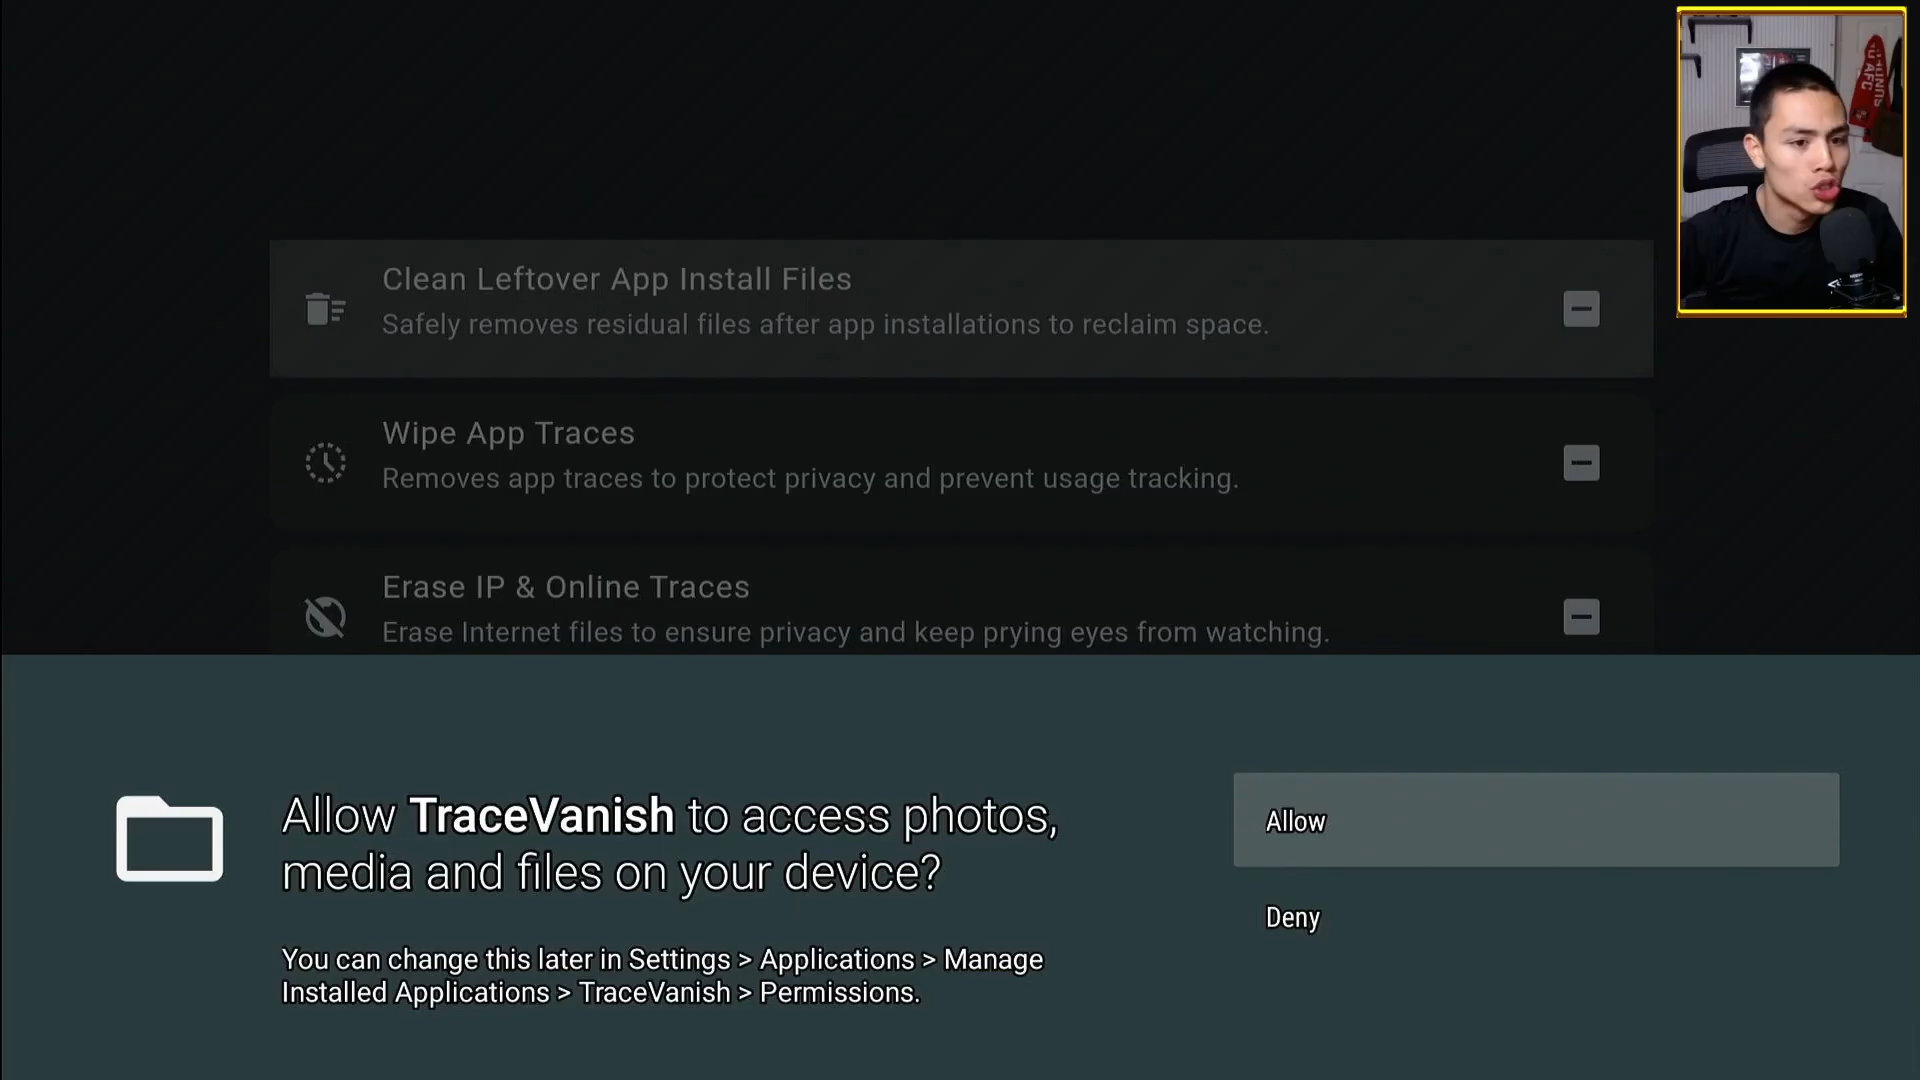 Clean Leftover App Install Files
Safely removes residual files after app installations to reclaim space.
Wipe App Traces
Removes app traces to protect privacy and prevent usage tracking.
Erase IP & Online Traces
Erase Internet files to ensure privacy and keep prying eyes from watching.
Allow TraceVanish to access photos,
media and files on your device?
You can change this later in Settings > Applications > Manage
Installed Applications > TraceVanish > Permissions.
Allow
Deny